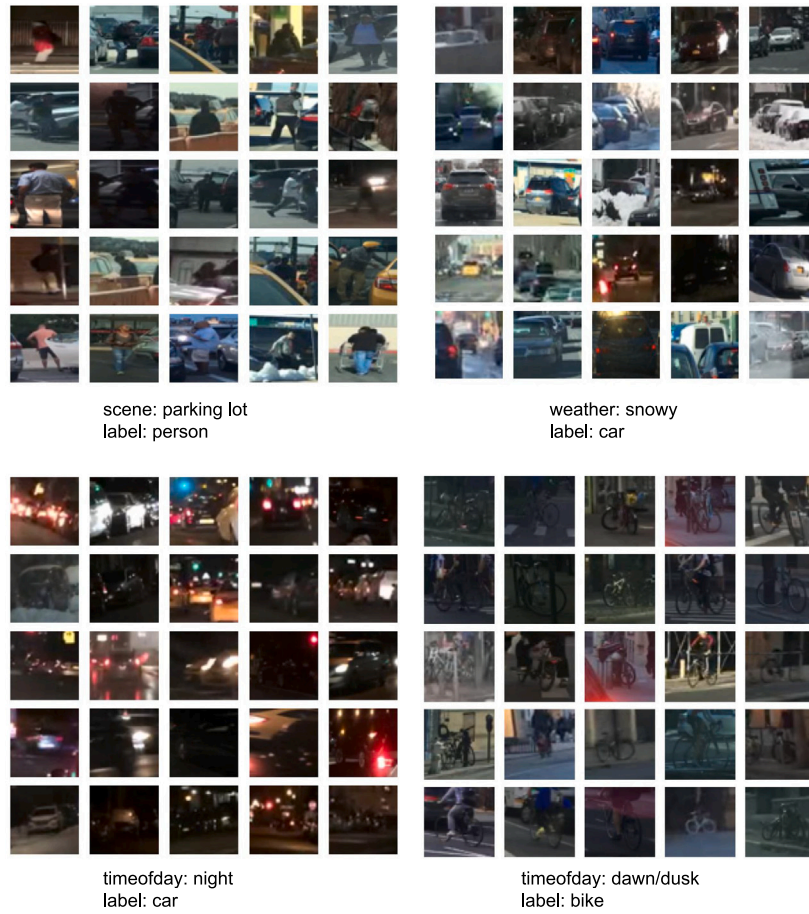 scene: parking lot
label: person
weather: snowy
label: car
timeofday: night
label: car
timeofday: dawn/dusk
label: bike